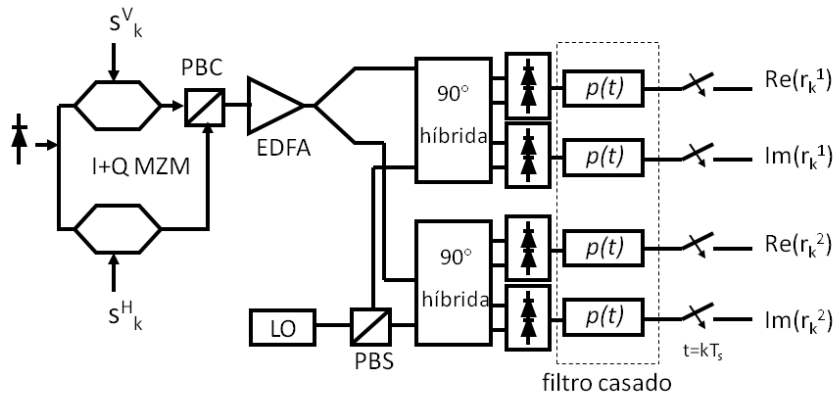 s^V_k
PBC
EDFA
I+Q MZM
s^H_k
LO
PBS
90°
híbrida
90°
híbrida
p(t)
p(t)
p(t)
p(t)
Re(r_k^1)
Im(r_k^1)
Re(r_k^2)
Im(r_k^2)
t=kT_s
filtro casado